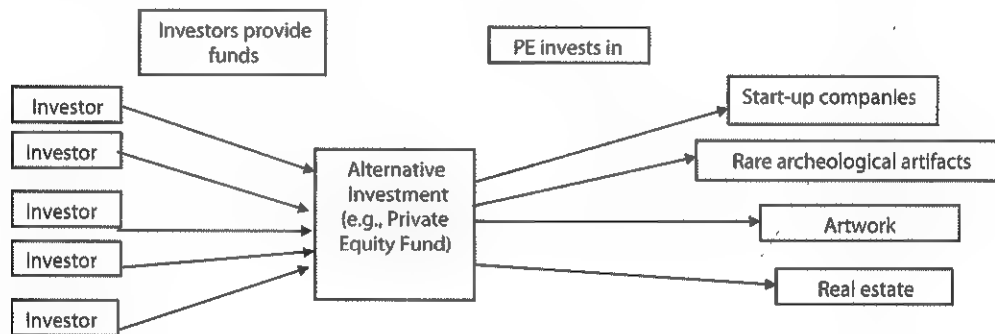 Investors provide
funds
PE invests in
Investor
Investor
Investor
Investor
Investor
Alternative
Investment
(e.g., Private
Equity Fund)
Start-up companies
Rare archeological artifacts
Artwork
Real estate